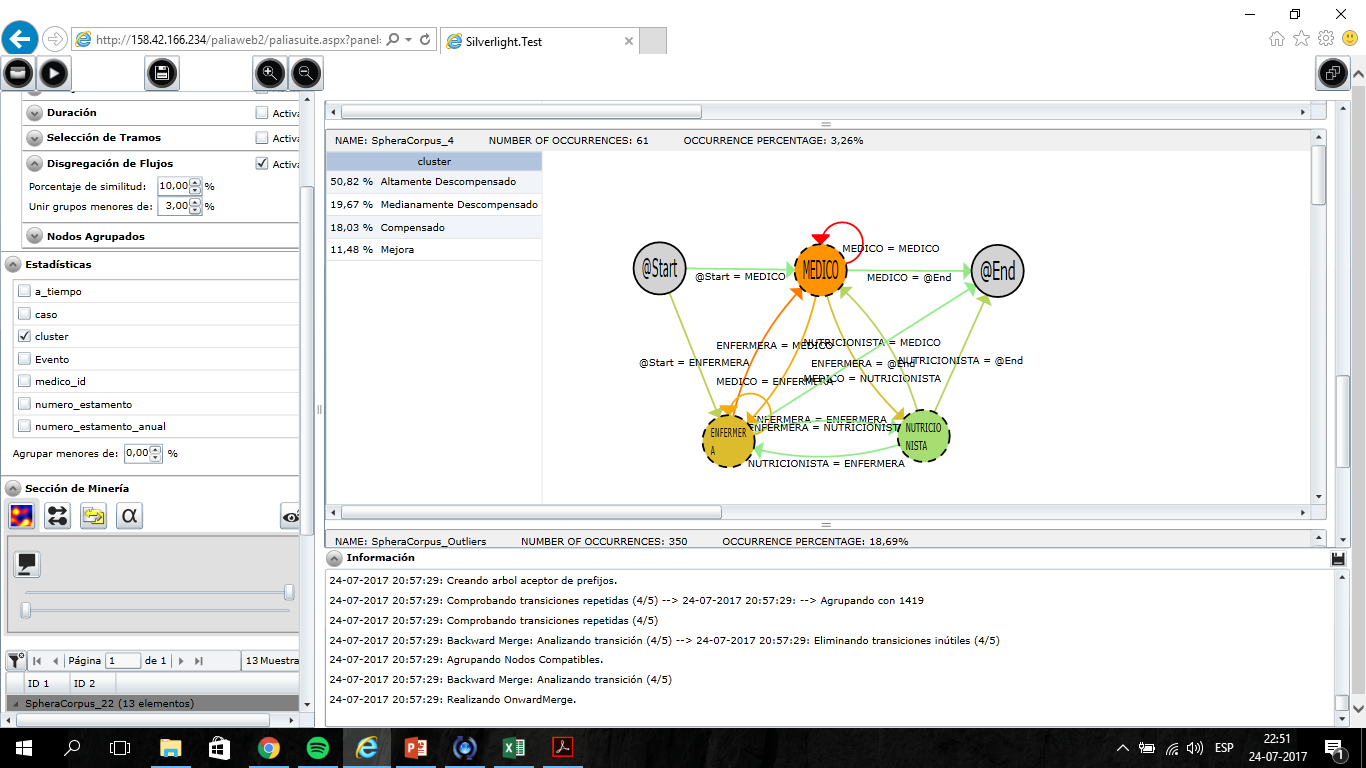 http://158.42.166.234/paliaweb2/paliasuite.aspx?panel=
Silverlight.Test
Duración
Activa
Selección de Tramos
Activa
Disgregación de Flujos
Activa
Porcentaje de similitud:
10,00
%
Unir grupos menores de:
3,00
%
Nodos Agrupados
Estadísticas
a_tiempo
caso
cluster
Evento
medico_id
numero_estamento
numero_estamento_anual
Agrupar menores de:
0,00
%
Sección de Minería
α
Página
1
de 1
13 Muestra
ID 1
ID 2
SpheraCorpus_22 (13 elementos)
NAME: SpheraCorpus_4
NUMBER OF OCCURRENCES: 61
OCCURRENCE PERCENTAGE: 3,26%
cluster
50,82 % Altamente Descompensado
19,67 % Medianamente Descompensado
18,03 % Compensado
11,48 % Mejora
@Start
MEDICO
@End
MEDICO = MEDICO
@Start = MEDICO
MEDICO = @End
ENFERMERA = MEDICO
NUTRICIONISTA = MEDICO
@Start = ENFERMERA
ENFERMERA = @End
NUTRICIONISTA = @End
MEDICO = ENFERMERA
MEDICO = NUTRICIONISTA
ENFERMERA = ENFERMERA
ENFERMERA = NUTRICIONISTA
ENFERMER
A
NUTRICIO
NISTA
NUTRICIONISTA = ENFERMERA
NAME: SpheraCorpus_Outliers
NUMBER OF OCCURRENCES: 350
OCCURRENCE PERCENTAGE: 18,69%
Información
24-07-2017 20:57:29: Creando arbol aceptor de prefijos.
24-07-2017 20:57:29: Comprobando transiciones repetidas (4/5) --> 24-07-2017 20:57:29: --> Agrupando con 1419
24-07-2017 20:57:29: Comprobando transiciones repetidas (4/5)
24-07-2017 20:57:29: Backward Merge: Analizando transición (4/5) --> 24-07-2017 20:57:29: Eliminando transiciones inútiles (4/5)
24-07-2017 20:57:29: Agrupando Nodos Compatibles.
24-07-2017 20:57:29: Backward Merge: Analizando transición (4/5)
24-07-2017 20:57:29: Realizando OnwardMerge.
ESP
22:51
24-07-2017
1